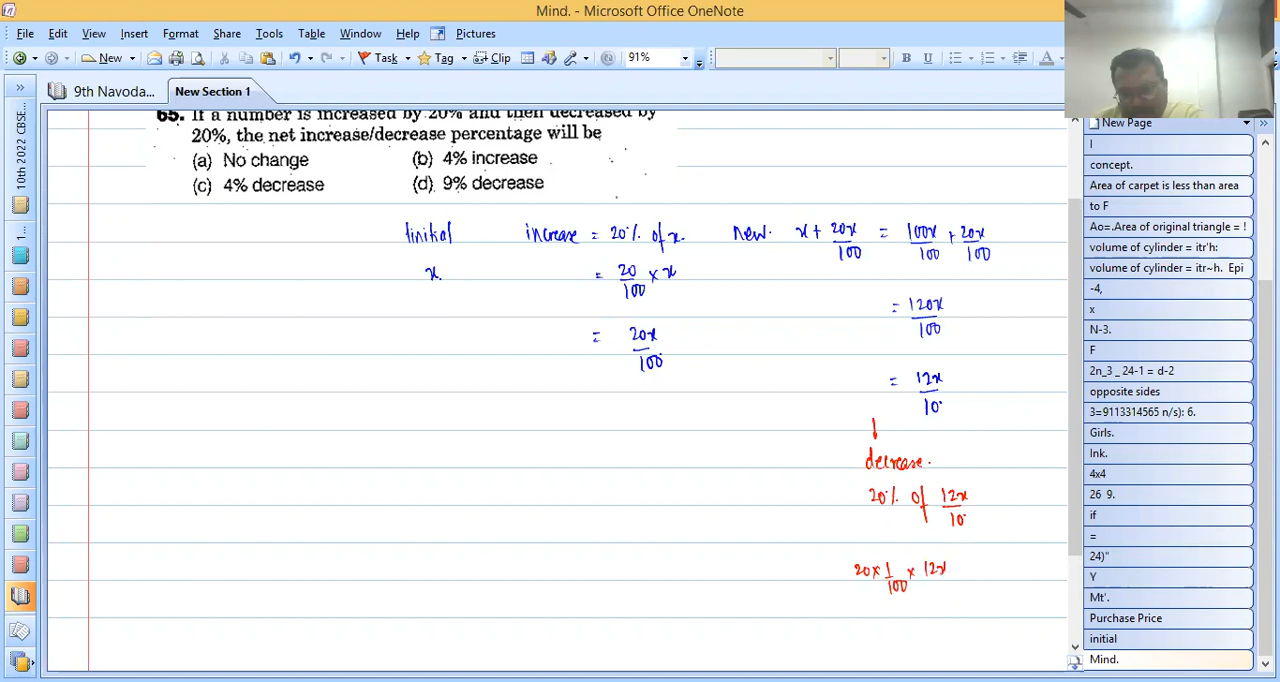 Mind. - Microsoft Office OneNote
File Edit View Insert Format Share Tools Table Window Help Pictures
New Task Tag Clip 91% B U A
9th Navoda... New Section 1
10th 2022 CBSE...
1...
65. If a number is increased by 20% and then decreased by
20%, the net increase/decrease percentage will be
(a) No change (b) 4% increase
(c) 4% decrease (d) 9% decrease
Iinitial increase = 20% of x. new. x + 20x/100 = 100x/100 + 20x/100
x. = 20/100 × x
= 120x/100
= 20x/100
= 12x/10
↓
decrease.
20% of 12x/10
20 × 1/100 × 12x
New Page
I
concept.
Area of carpet is less than area
to F
Ao=.Area of original triangle = !
volume of cylinder = itr'h:
volume of cylinder = itr~h. Epi
-4,
x
N-3.
F
2n_3 _ 24-1 = d-2
opposite sides
3=9113314565 n/s): 6.
Girls.
Ink.
4x4
26 9.
if
=
24)"
Y
Mt'.
Purchase Price
initial
Mind.